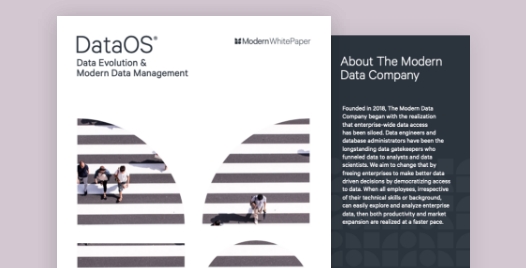 DataOS®
Data Evolution &
Modern Data Management
Modern WhitePaper
About The Modern
Data Company
Founded in 2018, The Modern Data
Company began with the realization
that enterprise-wide data access
has been siloed. Data engineers and
database administrators have been the
longstanding data gatekeepers who
funneled data to analysts and data
scientists. We aim to change that by
freeing enterprises to make better data
driven decisions by democratizing access
to data. When all employees, irrespective
of their technical skills or background,
can easily explore and analyze enterprise
data, then both productivity and market
expansion are realized at a faster pace.